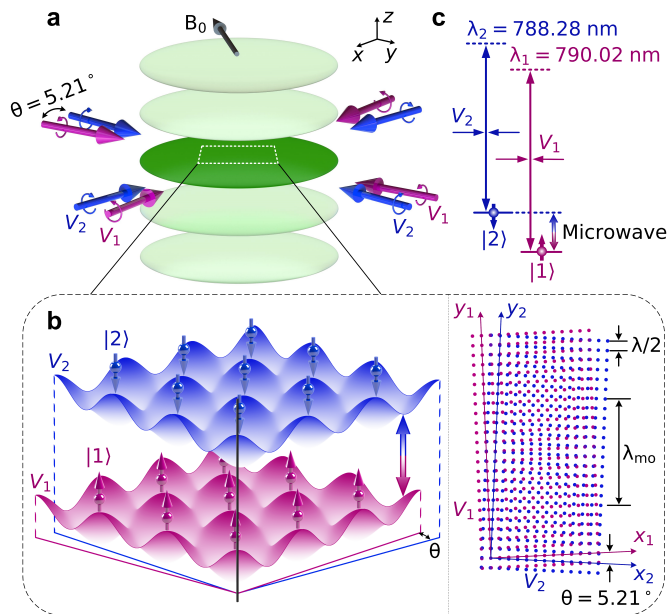 a
B₀
z
x
y
θ = 5.21°
V₂
V₁
V₁
V₂
c
λ₂ = 788.28 nm
λ₁ = 790.02 nm
V₂
V₁
|2⟩
Microwave
|1⟩
b
|2⟩
V₂
|1⟩
V₁
θ
y₁
y₂
λ/2
λmo
V₁
x₁
x₂
V₂
θ = 5.21°